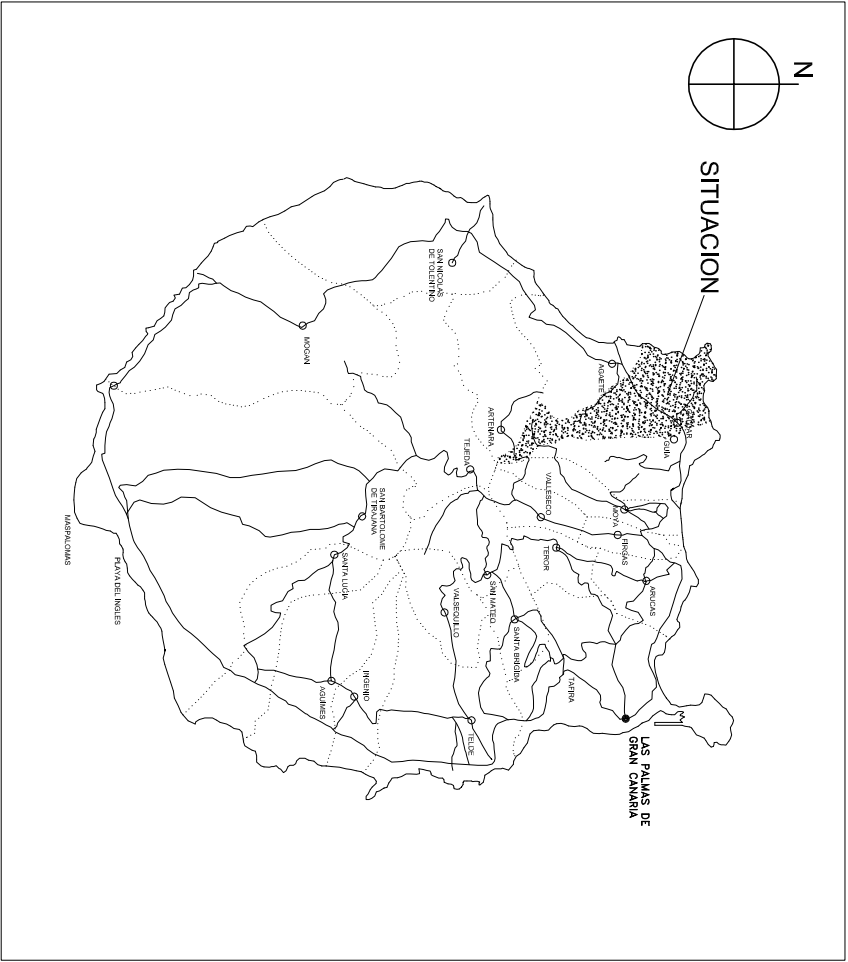 N
SITUACION
GUIA
ARUCAS
LAS PALMAS DE
GRAN CANARIA
FIRGAS
MOYA
ADAETE
TAFIRA
VALLESECO
TEROR
SANTA BRIGIDA
ARTENARA
SAN MATEO
TEJEDA
TELDE
VALSEQUILLO
SAN NICOLAS
DE TOLENTINO
SAN BARTOLOME
DE TIRAJANA
INGENIO
SANTA LUCIA
AGUIMES
MOGAN
PLAYA DEL INGLES
MASPALOMAS